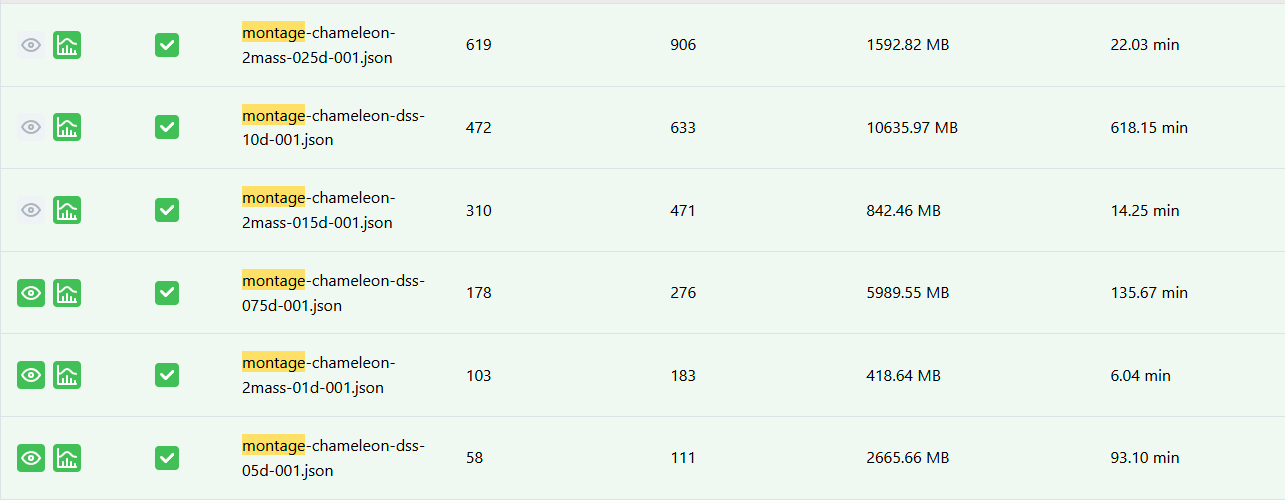 montage-chameleon-
2mass-025d-001.json
619
906
1592.82 MB
22.03 min
montage-chameleon-dss-
10d-001.json
472
633
10635.97 MB
618.15 min
montage-chameleon-
2mass-015d-001.json
310
471
842.46 MB
14.25 min
montage-chameleon-dss-
075d-001.json
178
276
5989.55 MB
135.67 min
montage-chameleon-
2mass-01d-001.json
103
183
418.64 MB
6.04 min
montage-chameleon-dss-
05d-001.json
58
111
2665.66 MB
93.10 min